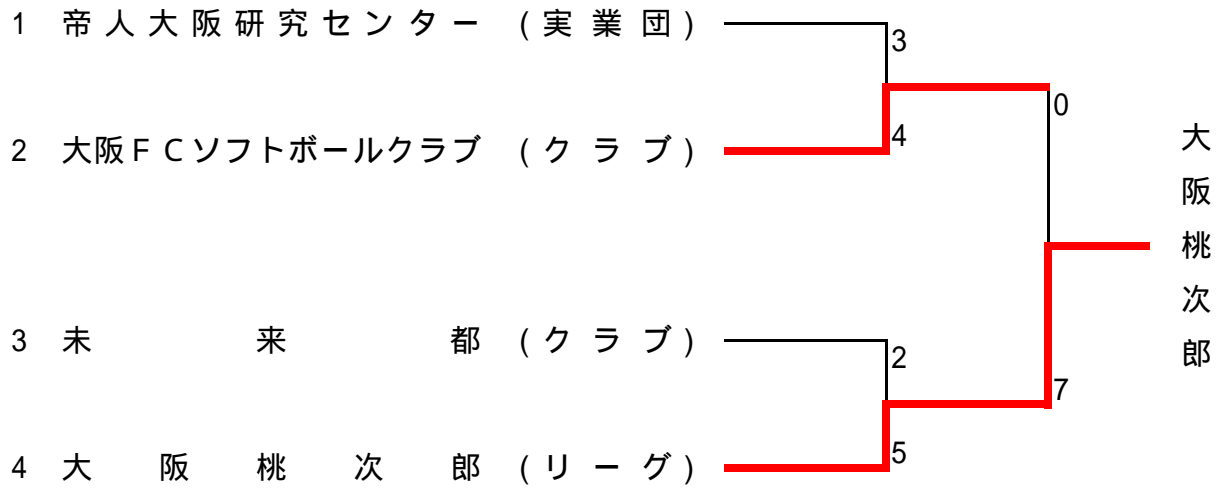 1 帝人大阪研究センター (実業団)
3
0
2 大阪FCソフトボールクラブ (クラブ)
4
大阪桃次郎
3 未来都 (クラブ)
2
7
4 大阪桃次郎 (リーグ)
5